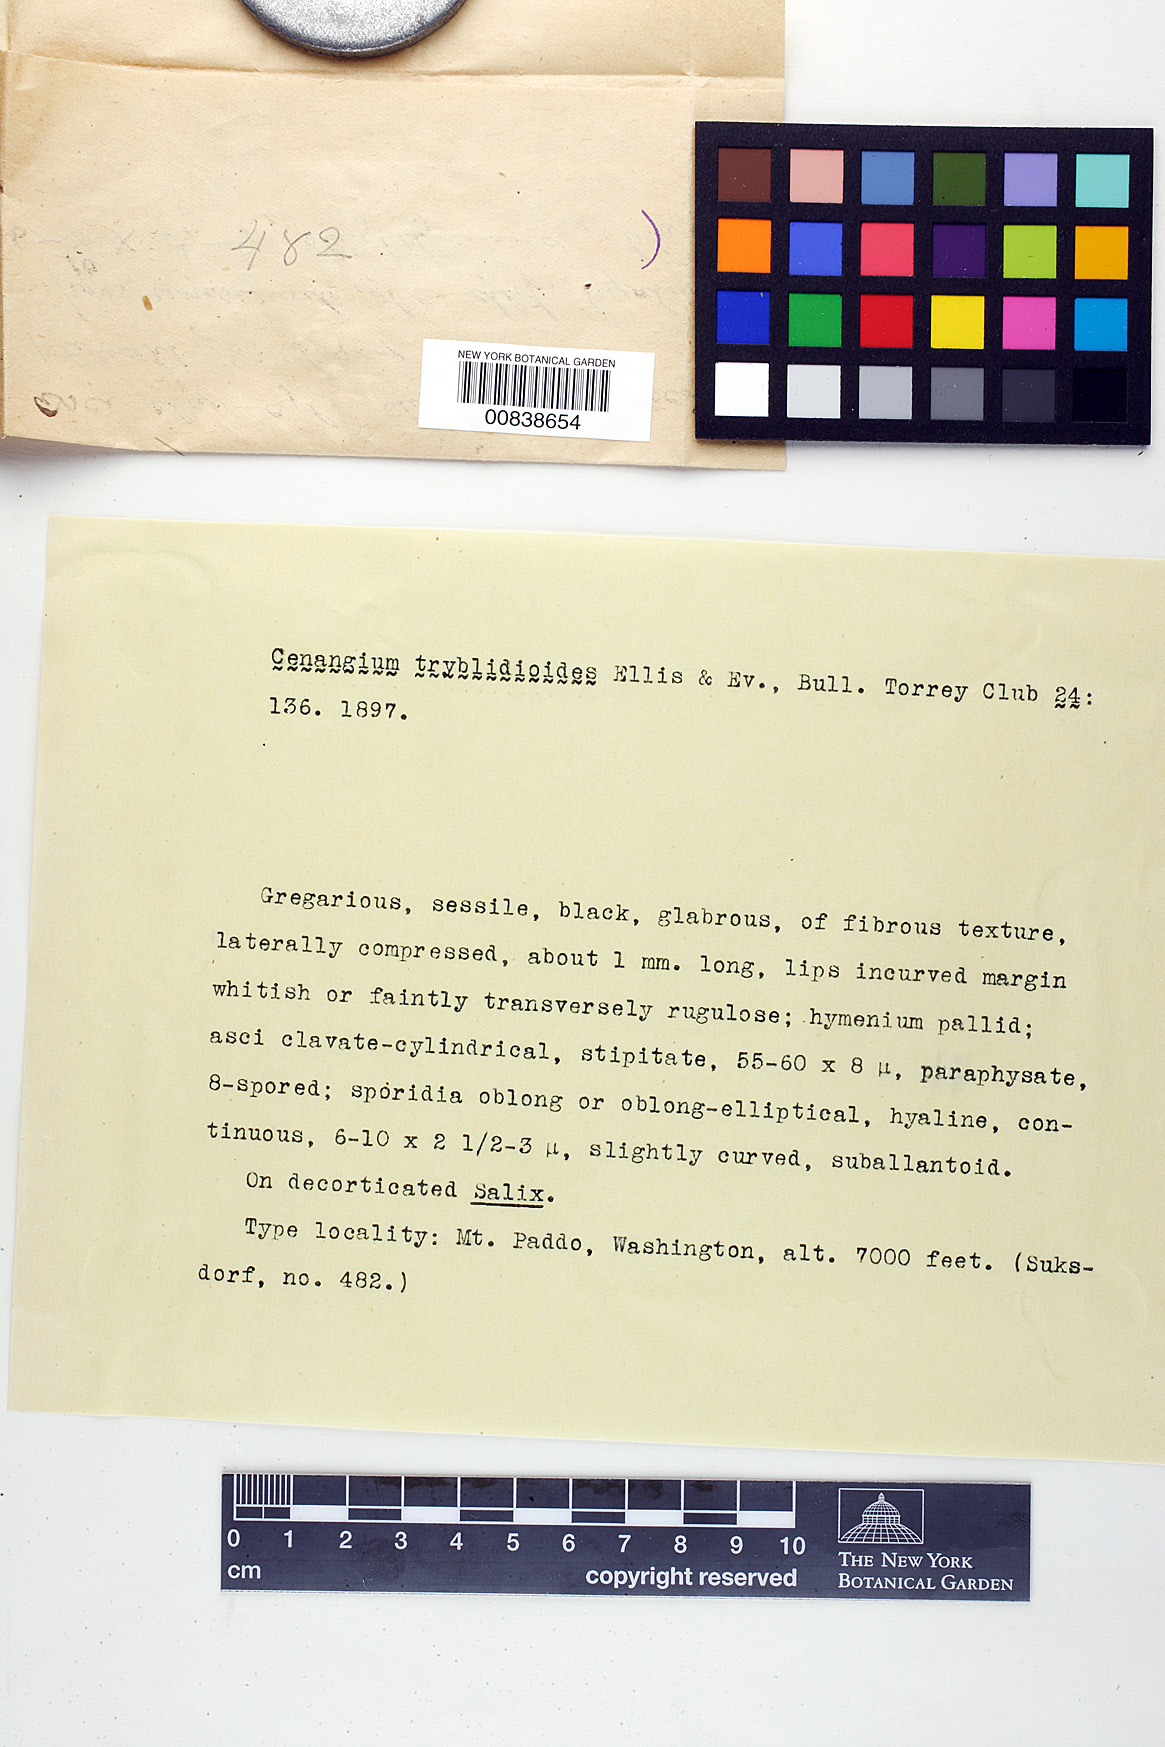 482
NEW YORK BOTANICAL GARDEN
00838654
Cenangium tryblidioides Ellis & Ev., Bull. Torrey Club 24:
136. 1897.
Gregarious, sessile, black, glabrous, of fibrous texture,
laterally compressed, about 1 mm. long, lips incurved margin
whitish or faintly transversely rugulose; hymenium pallid;
asci clavate-cylindrical, stipitate, 55-60 x 8 µ, paraphysate,
8-spored; sporidia oblong or oblong-elliptical, hyaline, con-
tinuous, 6-10 x 2 1/2-3 µ, slightly curved, suballantoid.
On decorticated Salix.
Type locality: Mt. Paddo, Washington, alt. 7000 feet. (Suks-
dorf, no. 482.)
0 1 2 3 4 5 6 7 8 9 10
cm
copyright reserved
THE NEW YORK
BOTANICAL GARDEN